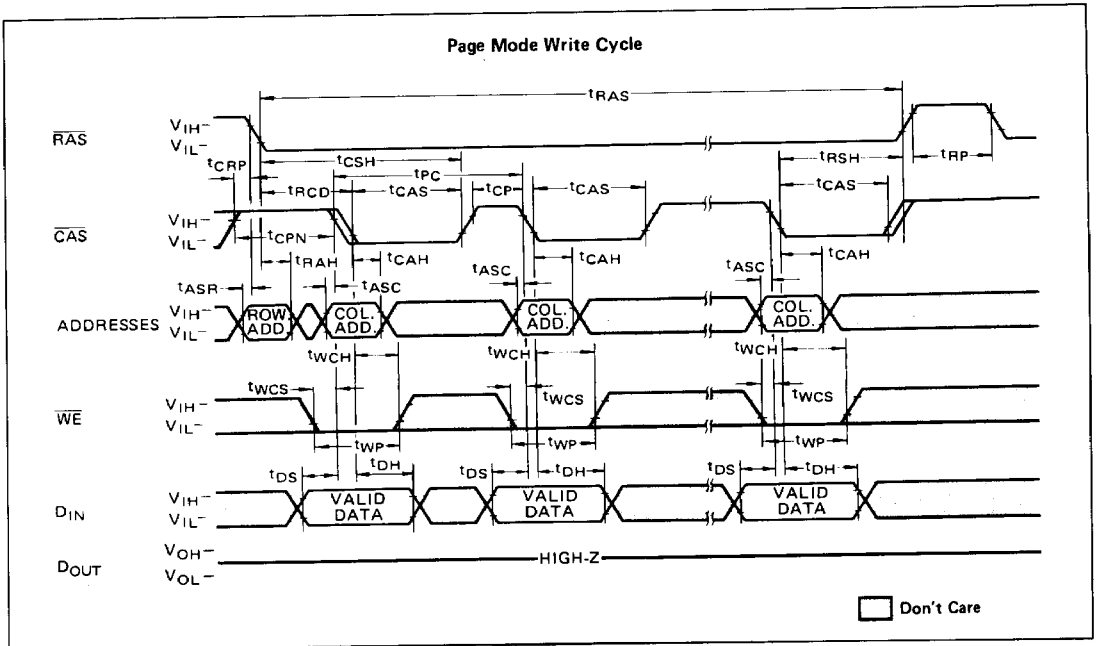 Page Mode Write Cycle
tRAS
RAS
VIH-
VIL-
tCRP
tCSH
tPC
tRSH
tRP
tRCD
tCAS
tCP
tCAS
tCAS
CAS
VIH-
VIL-
tCPN
tRAH
tCAH
tCAH
tCAH
tASR
tASC
tASC
tASC
ADDRESSES
VIH-
VIL-
ROW ADD.
COL. ADD.
COL. ADD.
COL. ADD.
tWCH
tWCH
tWCH
tWCS
tWCS
tWCS
WE
VIH-
VIL-
tWP
tWP
tWP
tDS
tDH
tDS
tDH
tDS
tDH
DIN
VIH-
VIL-
VALID DATA
VALID DATA
VALID DATA
DOUT
VOH-
VOL-
HIGH-Z
Don't Care